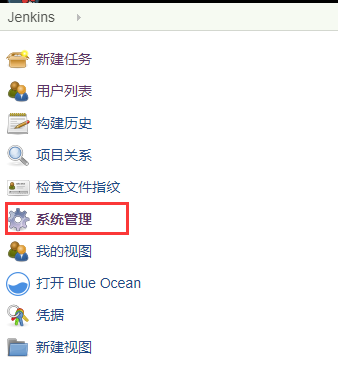 Jenkins
新建任务
用户列表
构建历史
项目关系
检查文件指纹
系统管理
我的视图
打开 Blue Ocean
凭据
新建视图